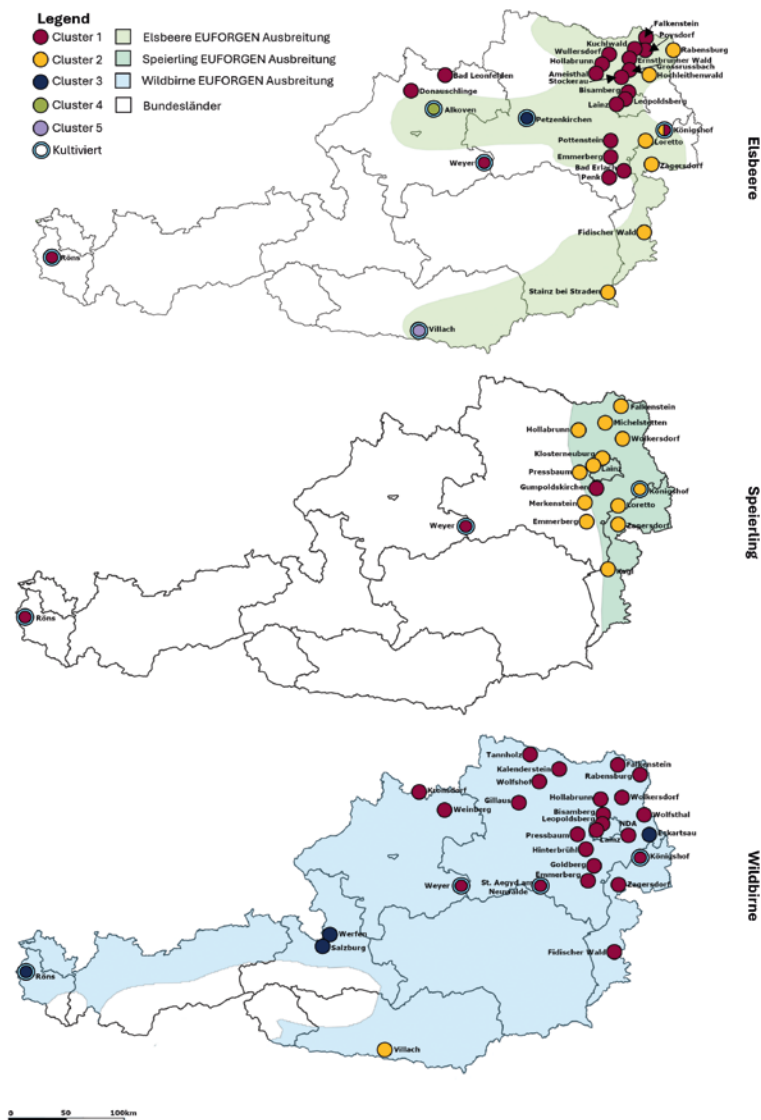 Legend
Cluster 1
Cluster 2
Cluster 3
Cluster 4
Cluster 5
Kultiviert
Elsbeere EUFORGEN Ausbreitung
Speierling EUFORGEN Ausbreitung
Wildbirne EUFORGEN Ausbreitung
Bundesländer
Falkenstein
Poysdorf
Kuchlwald
Rabensburg
Wullersdorf
Ernstbrunner Wald
Hollabrunn
Grossrussbach
Ameisthal
Hochleithenwald
Stockerau
Bad Leonfelden
Bisamberg
Donauschlinge
Leopoldsberg
Lainz
Alkoven
Petzenkirchen
Königshof
Pottenstein
Loretto
Emmerberg
Weyer
Zagersdorf
Bad Erlach
Penk
Fidischer Wald
Röns
Stainz bei Straden
Villach
Elsbeere
Falkenstein
Michelstetten
Hollabrunn
Wolkersdorf
Klosterneuburg
Lainz
Pressbaum
Gumpoldskirchen
Königshof
Merkenstein
Loretto
Emmerberg
Zagersdorf
Weyer
Röns
Speierling
Tannholz
Kalenderstein
Falkenstein
Rabensburg
Wolfshof
Gillaus
Hollabrunn
Wolkersdorf
Weinberg
Bisamberg
Wolfsthal
Leopoldsberg
NDA
Pressbaum
Lainz
Eckartsau
Hinterbrühl
Königshof
Goldberg
Emmerberg
Weyer
St. Aegyd am
Neuwalde
Zagersdorf
Werfen
Salzburg
Fidischer Wald
Röns
Villach
Wildbirne
0 50 100km